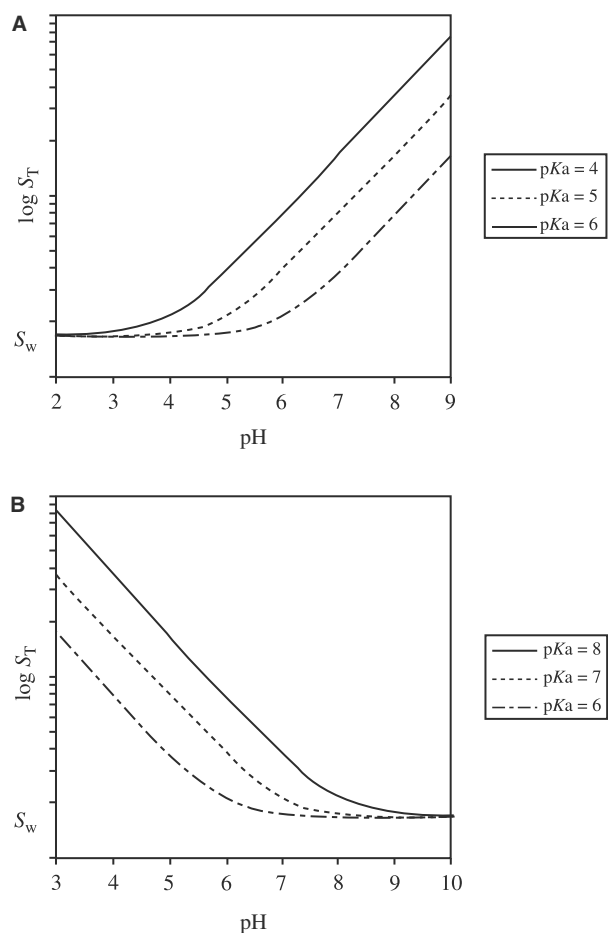 A
log S_T
S_w
2 3 4 5 6 7 8 9
pH
pKa = 4
pKa = 5
pKa = 6
B
log S_T
S_w
3 4 5 6 7 8 9 10
pH
pKa = 8
pKa = 7
pKa = 6